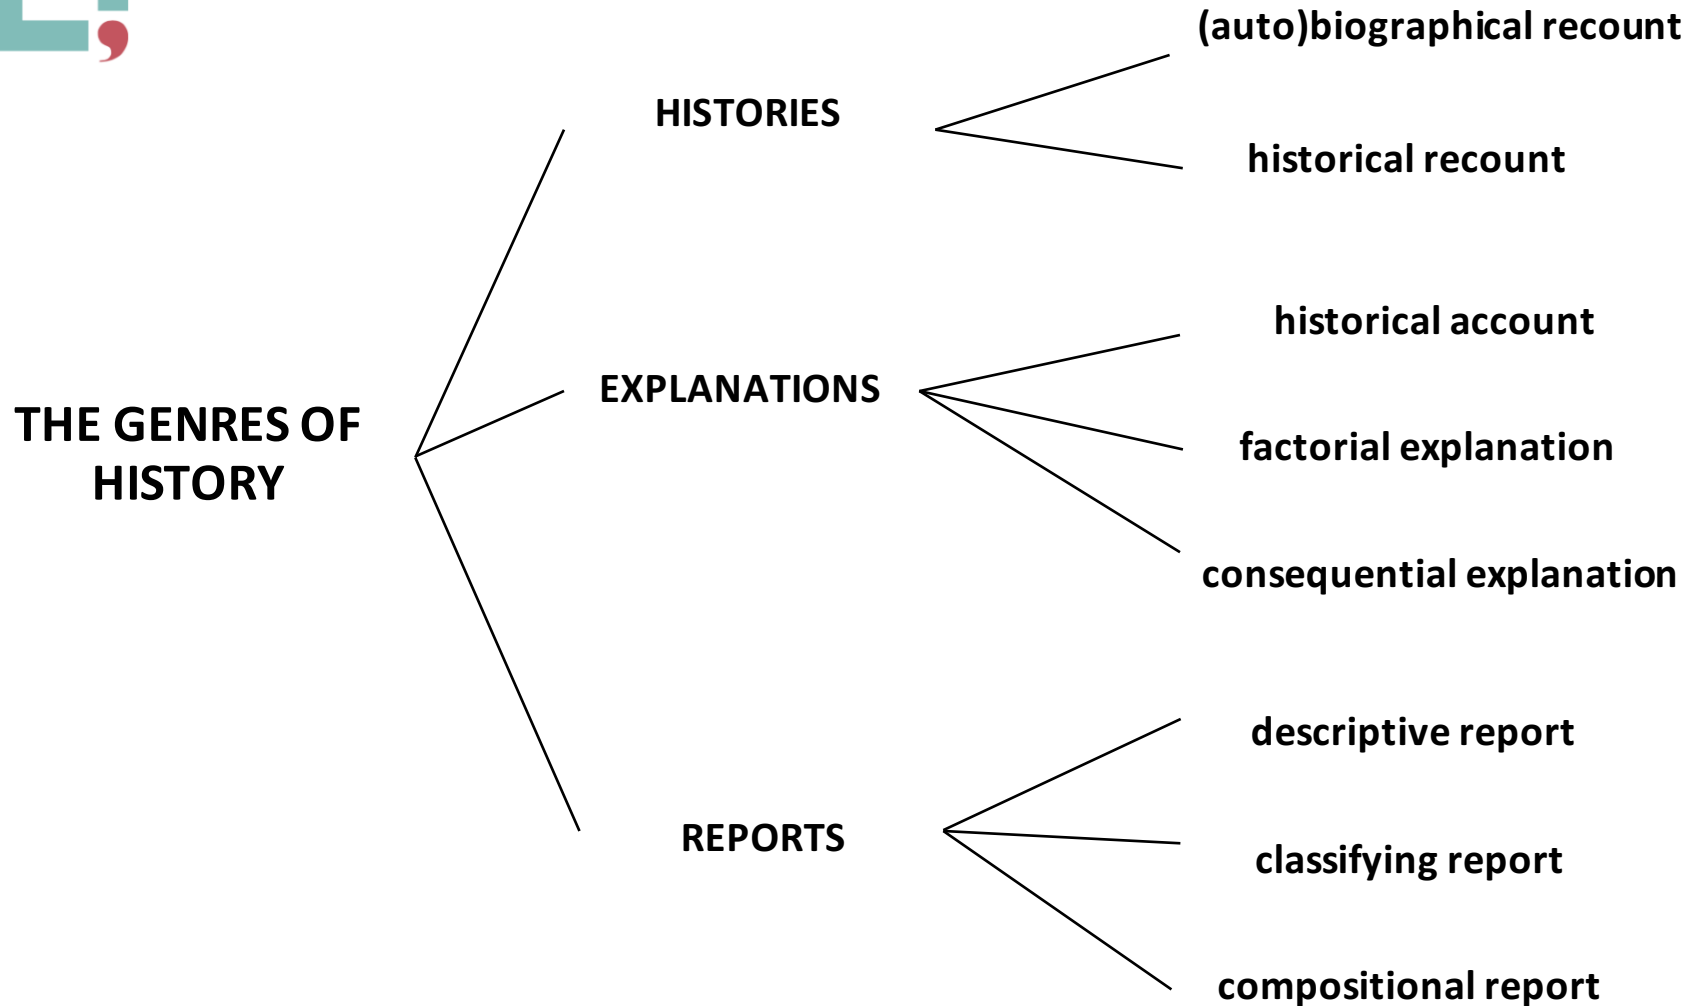 (auto)biographical recount
HISTORIES
historical recount
historical account
EXPLANATIONS
THE GENRES OF
HISTORY
factorial explanation
consequential explanation
descriptive report
REPORTS
classifying report
compositional report